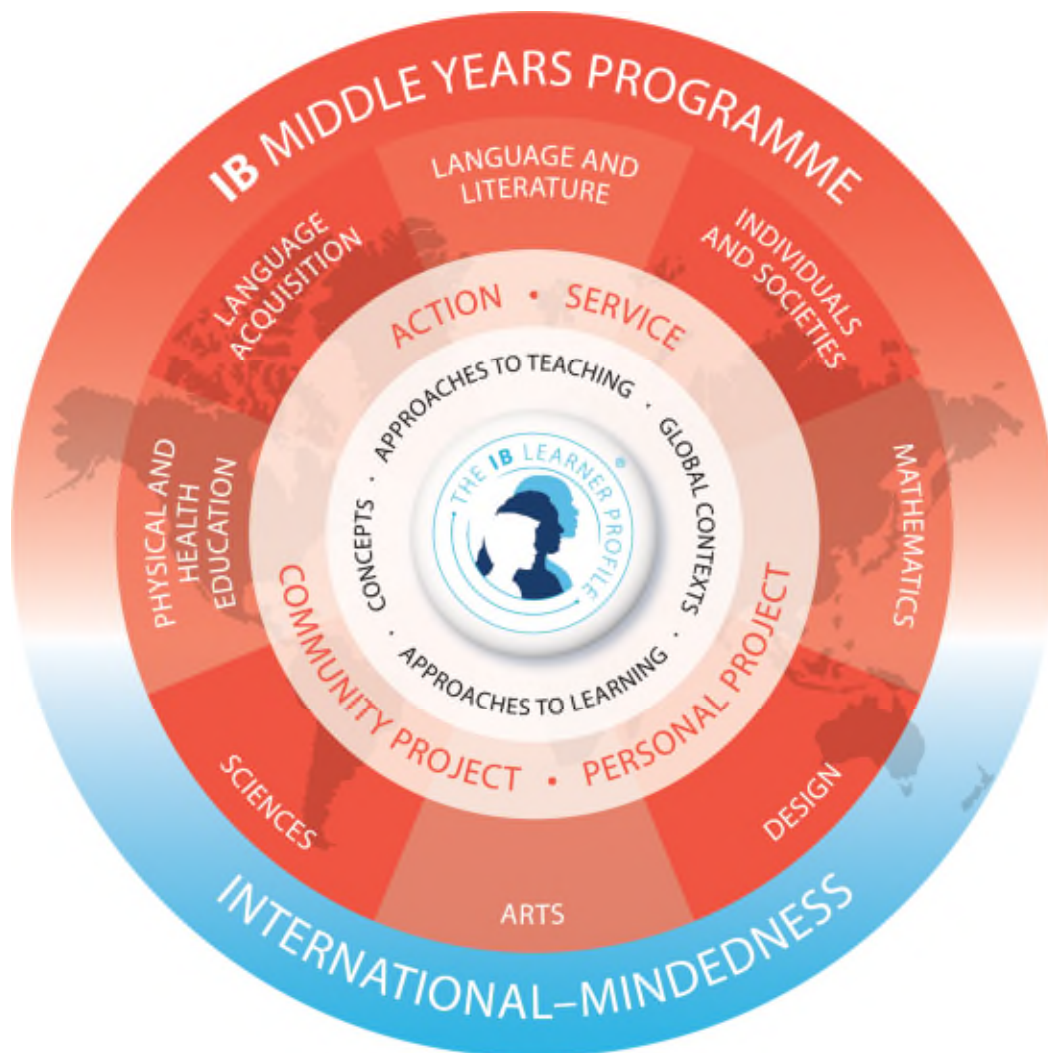 IB MIDDLE YEARS PROGRAMME
LANGUAGE AND
LITERATURE
INDIVIDUALS
AND SOCIETIES
MATHEMATICS
DESIGN
ARTS
SCIENCES
PHYSICAL AND
HEALTH
EDUCATION
LANGUAGE
ACQUISITION
ACTION • SERVICE
PERSONAL PROJECT •
COMMUNITY PROJECT
APPROACHES TO TEACHING •
GLOBAL CONTEXTS •
APPROACHES TO LEARNING •
CONCEPTS •
• THE IB LEARNER PROFILE • ®
INTERNATIONAL–MINDEDNESS